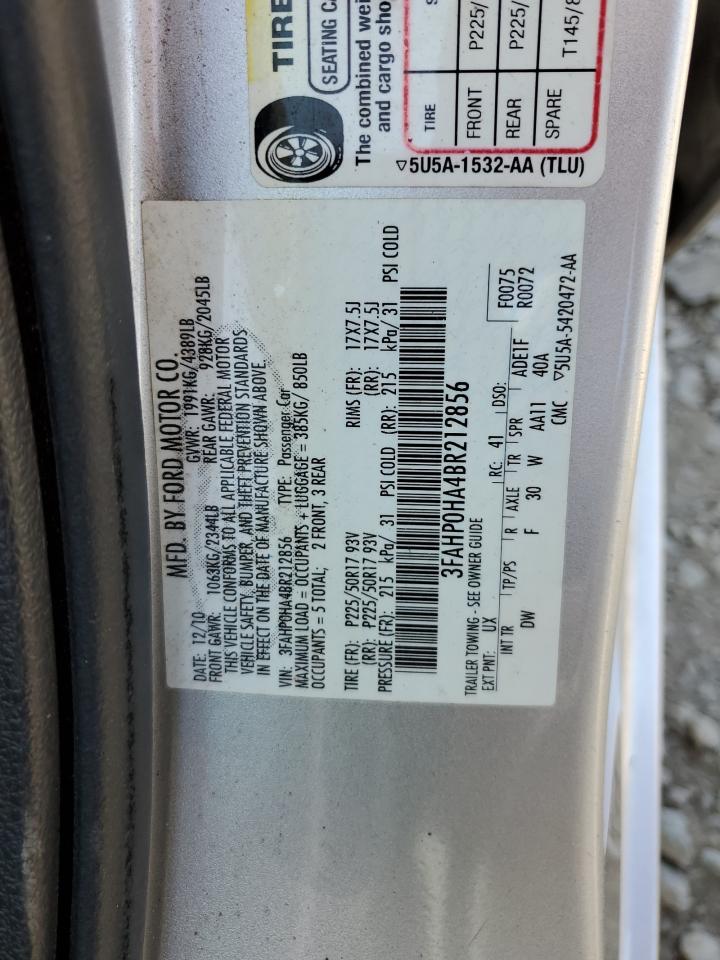 MFD. BY FORD MOTOR CO.
DATE: 12/10 GVWR: 1991KG/4389LB
FRONT GAWR: 1063KG/2344LB REAR GAWR: 928KG/2045LB
THIS VEHICLE CONFORMS TO ALL APPLICABLE FEDERAL MOTOR
VEHICLE SAFETY, BUMPER, AND THEFT PREVENTION STANDARDS
IN EFFECT ON THE DATE OF MANUFACTURE SHOWN ABOVE.
VIN: 3FAHP0HA4BR212856 TYPE: Passenger Car
MAXIMUM LOAD = OCCUPANTS + LUGGAGE = 385KG/ 850LB
OCCUPANTS = 5 TOTAL; 2 FRONT, 3 REAR
TIRE (FR): P225/50R17 93V RIMS (FR): 17X7.5J
(RR): P225/50R17 93V (RR): 17X7.5J
PRESSURE (FR): 215 kPa/ 31 PSI COLD (RR): 215 kPa/ 31 PSI COLD
3FAHP0HA4BR212856
TRAILER TOWING - SEE OWNER GUIDE
EXT PNT: UX RC: 41 DSO: F0075
R0072
INT TR TP/PS R AXLE TR SPR ADE1F
DW F 30 W AA11 40A
CMC ▽5U5A-5420472-AA
TIRE
SEATING CA
The combined wei
and cargo sho
TIRE S
FRONT P225/
REAR P225/
SPARE T145/8
▽5U5A-1532-AA (TLU)